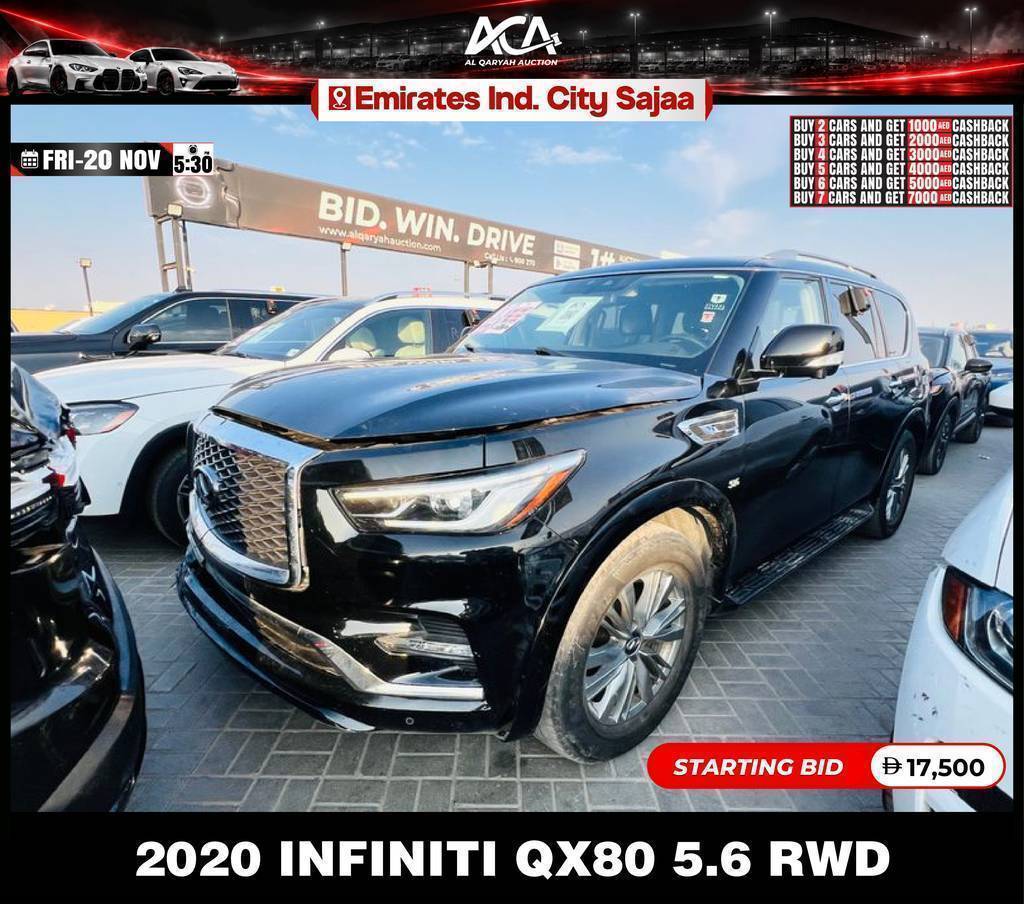 ACA
AL QARYAH AUCTION
Emirates Ind. City Sajaa
FRI-20 NOV 5:30 PM
BUY 2 CARS AND GET 1000 AED CASHBACK
BUY 3 CARS AND GET 2000 AED CASHBACK
BUY 4 CARS AND GET 3000 AED CASHBACK
BUY 5 CARS AND GET 4000 AED CASHBACK
BUY 6 CARS AND GET 5000 AED CASHBACK
BUY 7 CARS AND GET 7000 AED CASHBACK
BID. WIN. DRIVE
www.alqaryahauction.com
1#
STARTING BID 17,500
2020 INFINITI QX80 5.6 RWD